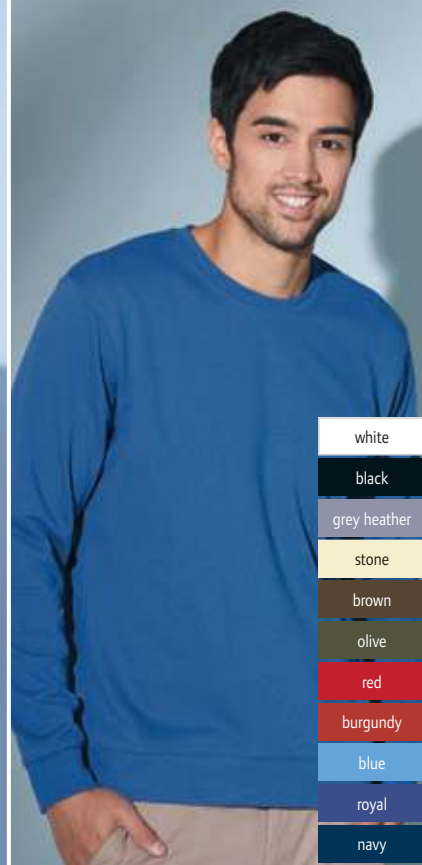 white
black
grey heather
stone
brown
olive
red
burgundy
blue
royal
navy